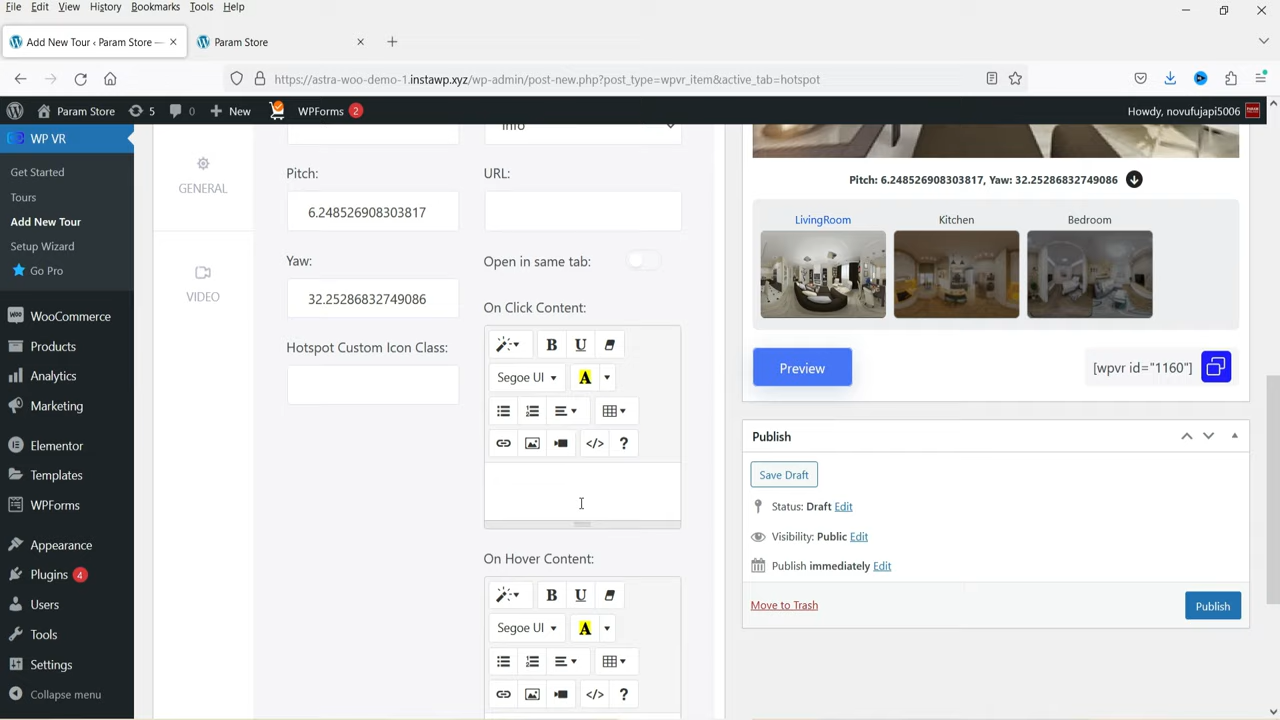 File Edit View History Bookmarks Tools Help
Add New Tour ‹ Param Store —
Param Store
https://astra-woo-demo-1.instawp.xyz/wp-admin/post-new.php?post_type=wpvr_item&active_tab=hotspot
Param Store 5 0 New WPForms 2 Howdy, novufujapi5006
WP VR
Get Started
Tours
Add New Tour
Setup Wizard
Go Pro
WooCommerce
Products
Analytics
Marketing
Elementor
Templates
WPForms
Appearance
Plugins 4
Users
Tools
Settings
Collapse menu
GENERAL
VIDEO
Info
Pitch:
6.248526908303817
Yaw:
32.25286832749086
Hotspot Custom Icon Class:
URL:
Open in same tab:
On Click Content:
B U
Segoe UI A
</> ?
On Hover Content:
B U
Segoe UI A
</> ?
Pitch: 6.248526908303817, Yaw: 32.25286832749086
LivingRoom Kitchen Bedroom
Preview
[wpvr id="1160"]
Publish
Save Draft
Status: Draft Edit
Visibility: Public Edit
Publish immediately Edit
Move to Trash
Publish